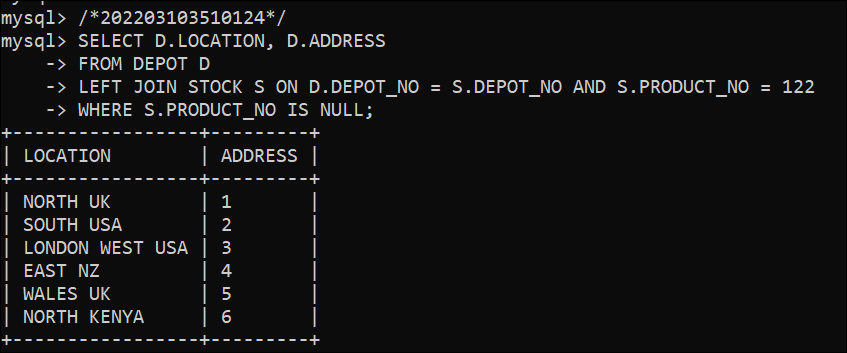 mysql> /*202203103510124*/
mysql> SELECT D.LOCATION, D.ADDRESS
    -> FROM DEPOT D
    -> LEFT JOIN STOCK S ON D.DEPOT_NO = S.DEPOT_NO AND S.PRODUCT_NO = 122
    -> WHERE S.PRODUCT_NO IS NULL;
+-----------------+---------+
| LOCATION        | ADDRESS |
+-----------------+---------+
| NORTH UK        | 1       |
| SOUTH USA       | 2       |
| LONDON WEST USA | 3       |
| EAST NZ         | 4       |
| WALES UK        | 5       |
| NORTH KENYA     | 6       |
+-----------------+---------+